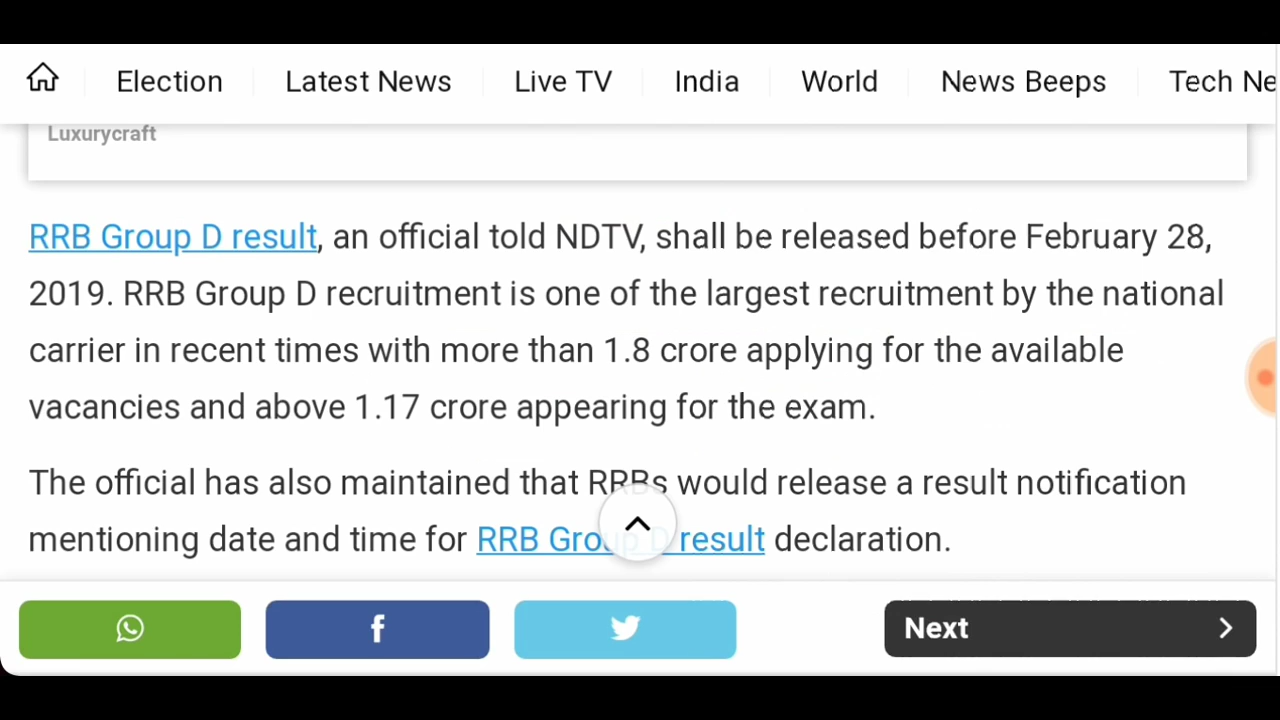 Election Latest News Live TV India World News Beeps Tech Ne
Luxurycraft
RRB Group D result, an official told NDTV, shall be released before February 28,
2019. RRB Group D recruitment is one of the largest recruitment by the national
carrier in recent times with more than 1.8 crore applying for the available
vacancies and above 1.17 crore appearing for the exam.
The official has also maintained that RRBs would release a result notification
mentioning date and time for RRB Group D result declaration.
Next